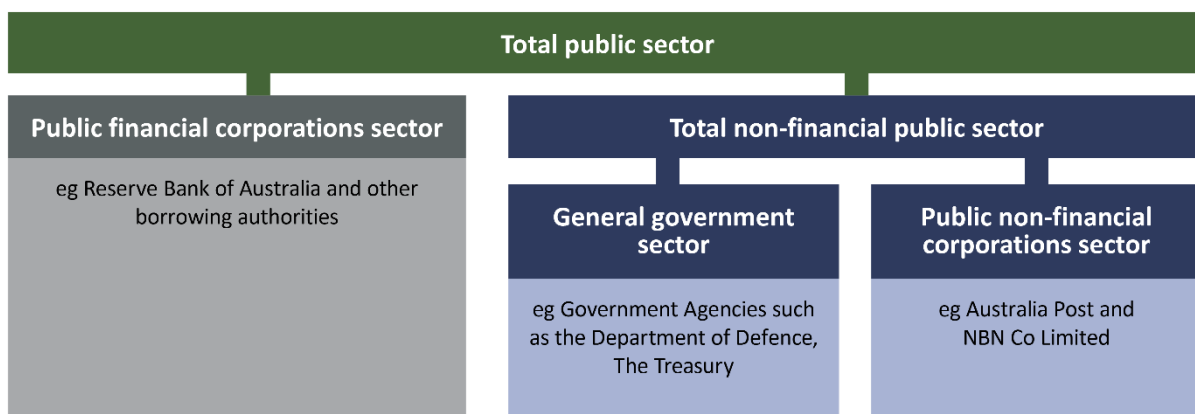 Total public sector
Public financial corporations sector
eg Reserve Bank of Australia and other
borrowing authorities
Total non-financial public sector
General government
sector
eg Government Agencies such
as the Department of Defence,
The Treasury
Public non-financial
corporations sector
eg Australia Post and
NBN Co Limited